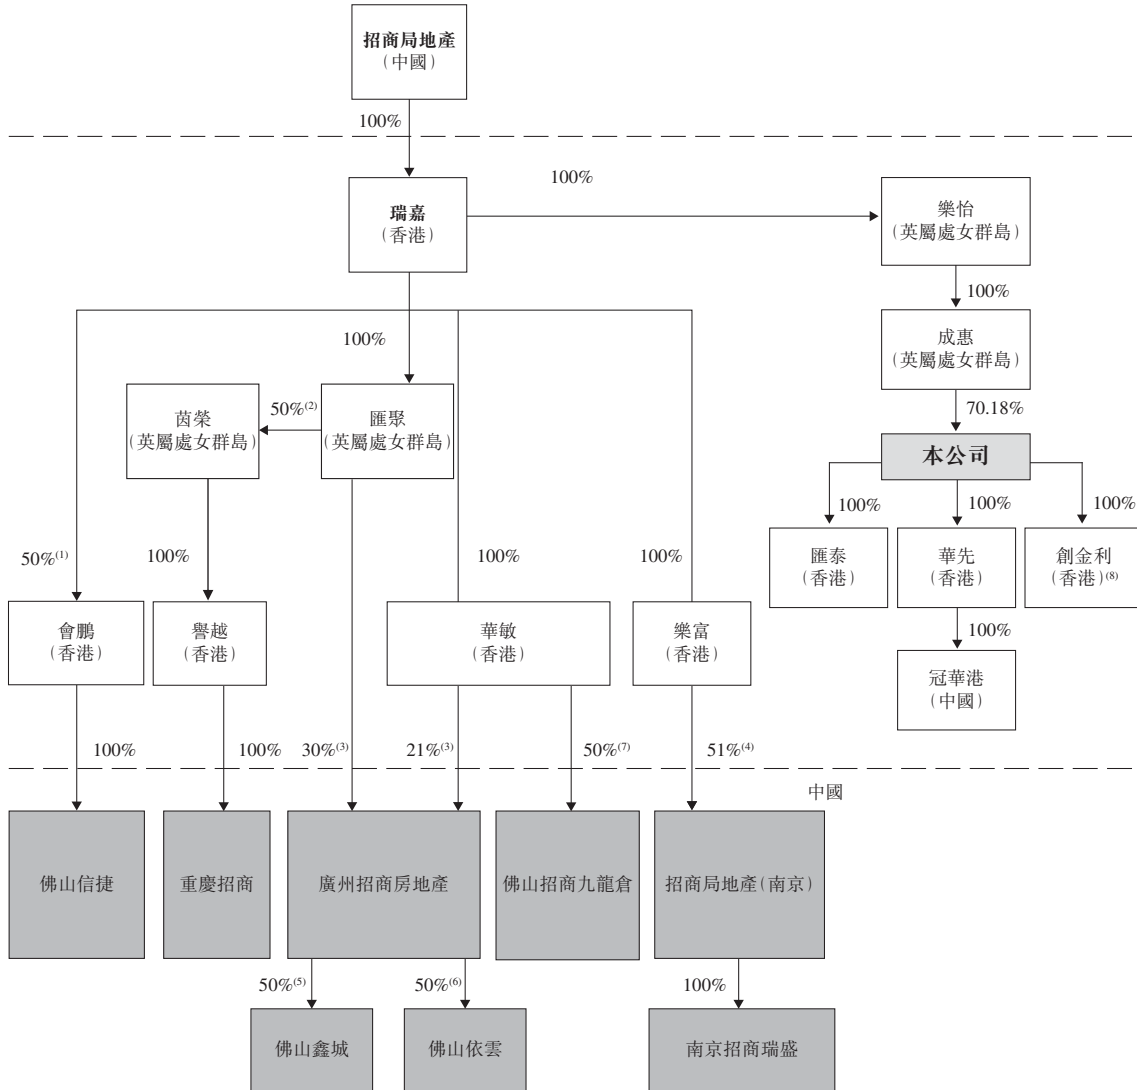 招商局地產
(中國)
100%
瑞嘉
(香港)
100%
樂怡
(英屬處女群島)
100%
成惠
(英屬處女群島)
70.18%
本公司
100%
100%
100%
匯泰
(香港)
華先
(香港)
創金利
(香港)(8)
100%
冠華港
(中國)
100%
茵榮
(英屬處女群島)
50%(2)
匯聚
(英屬處女群島)
50%(1)
100%
100%
100%
會鵬
(香港)
譽越
(香港)
華敏
(香港)
樂富
(香港)
100%
100%
30%(3)
21%(3)
50%(7)
51%(4)
中國
佛山信捷
重慶招商
廣州招商房地產
佛山招商九龍倉
招商局地產(南京)
50%(5)
50%(6)
100%
佛山鑫城
佛山依雲
南京招商瑞盛